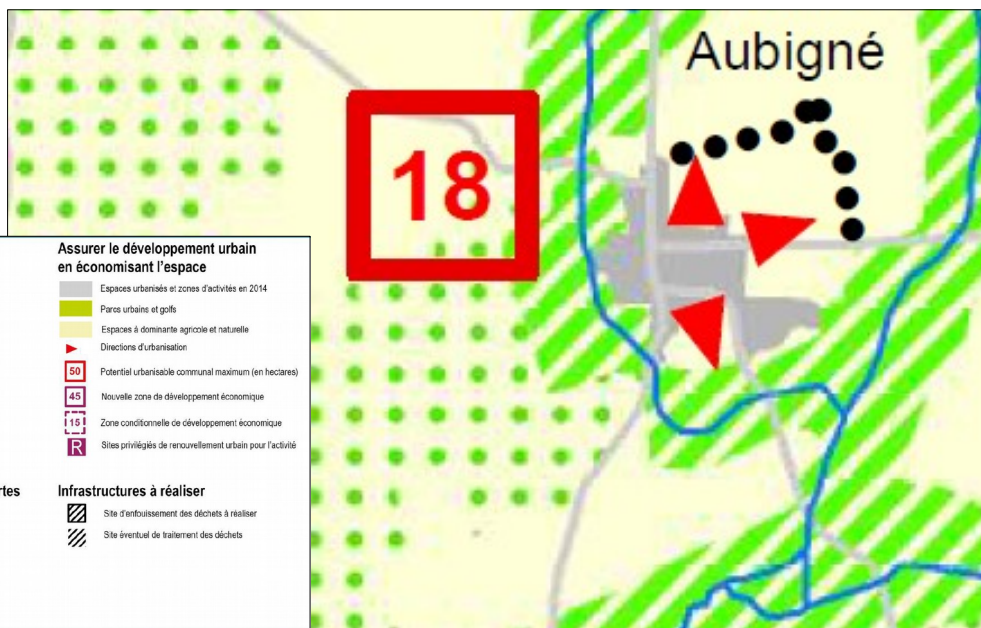 Aubigné
18
Assurer le développement urbain
en économisant l'espace
Espaces urbanisés et zones d'activités en 2014
Parcs urbains et golfs
Espaces à dominante agricole et naturelle
Directions d'urbanisation
50 Potentiel urbanisable communal maximum (en hectares)
45 Nouvelle zone de développement économique
15 Zone conditionnelle de développement économique
R Sites privilégiés de renouvellement urbain pour l'activité
rtes
Infrastructures à réaliser
Site d'enfouissement des déchets à réaliser
Site éventuel de traitement des déchets